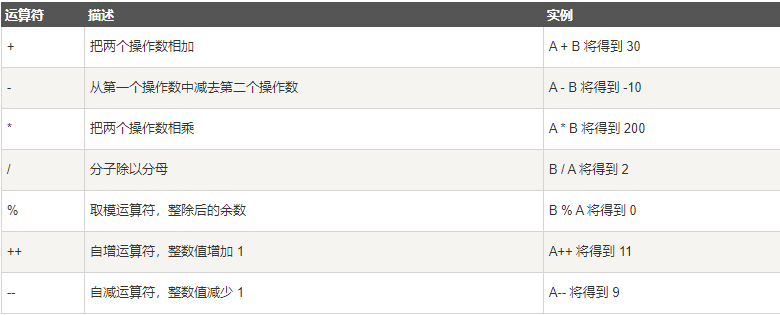 运算符 描述 实例
+ 把两个操作数相加 A + B 将得到 30
- 从第一个操作数中减去第二个操作数 A - B 将得到 -10
* 把两个操作数相乘 A * B 将得到 200
/ 分子除以分母 B / A 将得到 2
% 取模运算符，整除后的余数 B % A 将得到 0
++ 自增运算符，整数值增加 1 A++ 将得到 11
-- 自减运算符，整数值减少 1 A-- 将得到 9